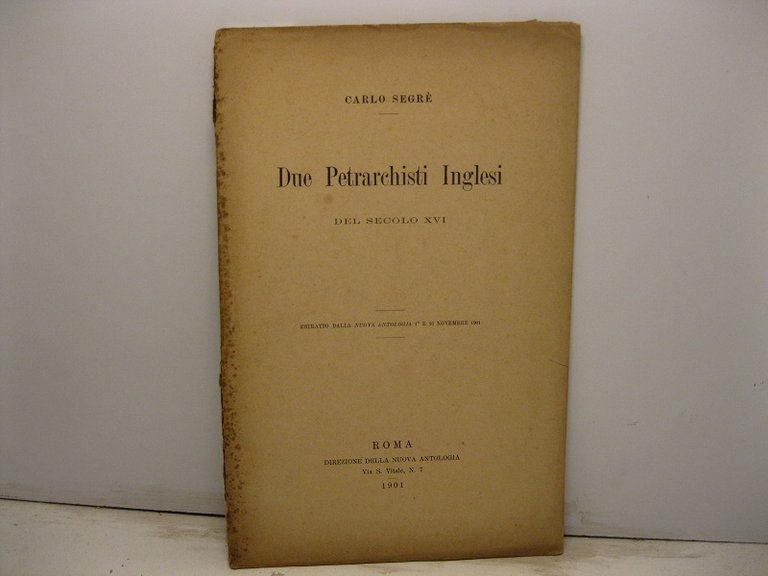 CARLO SEGRÈ
Due Petrarchisti Inglesi
DEL SECOLO XVI
ESTRATTO DALLA NUOVA ANTOLOGIA 1° E 16 NOVEMBRE 1901
ROMA
DIREZIONE DELLA NUOVA ANTOLOGIA
Via S. Vitale, N. 7
1901